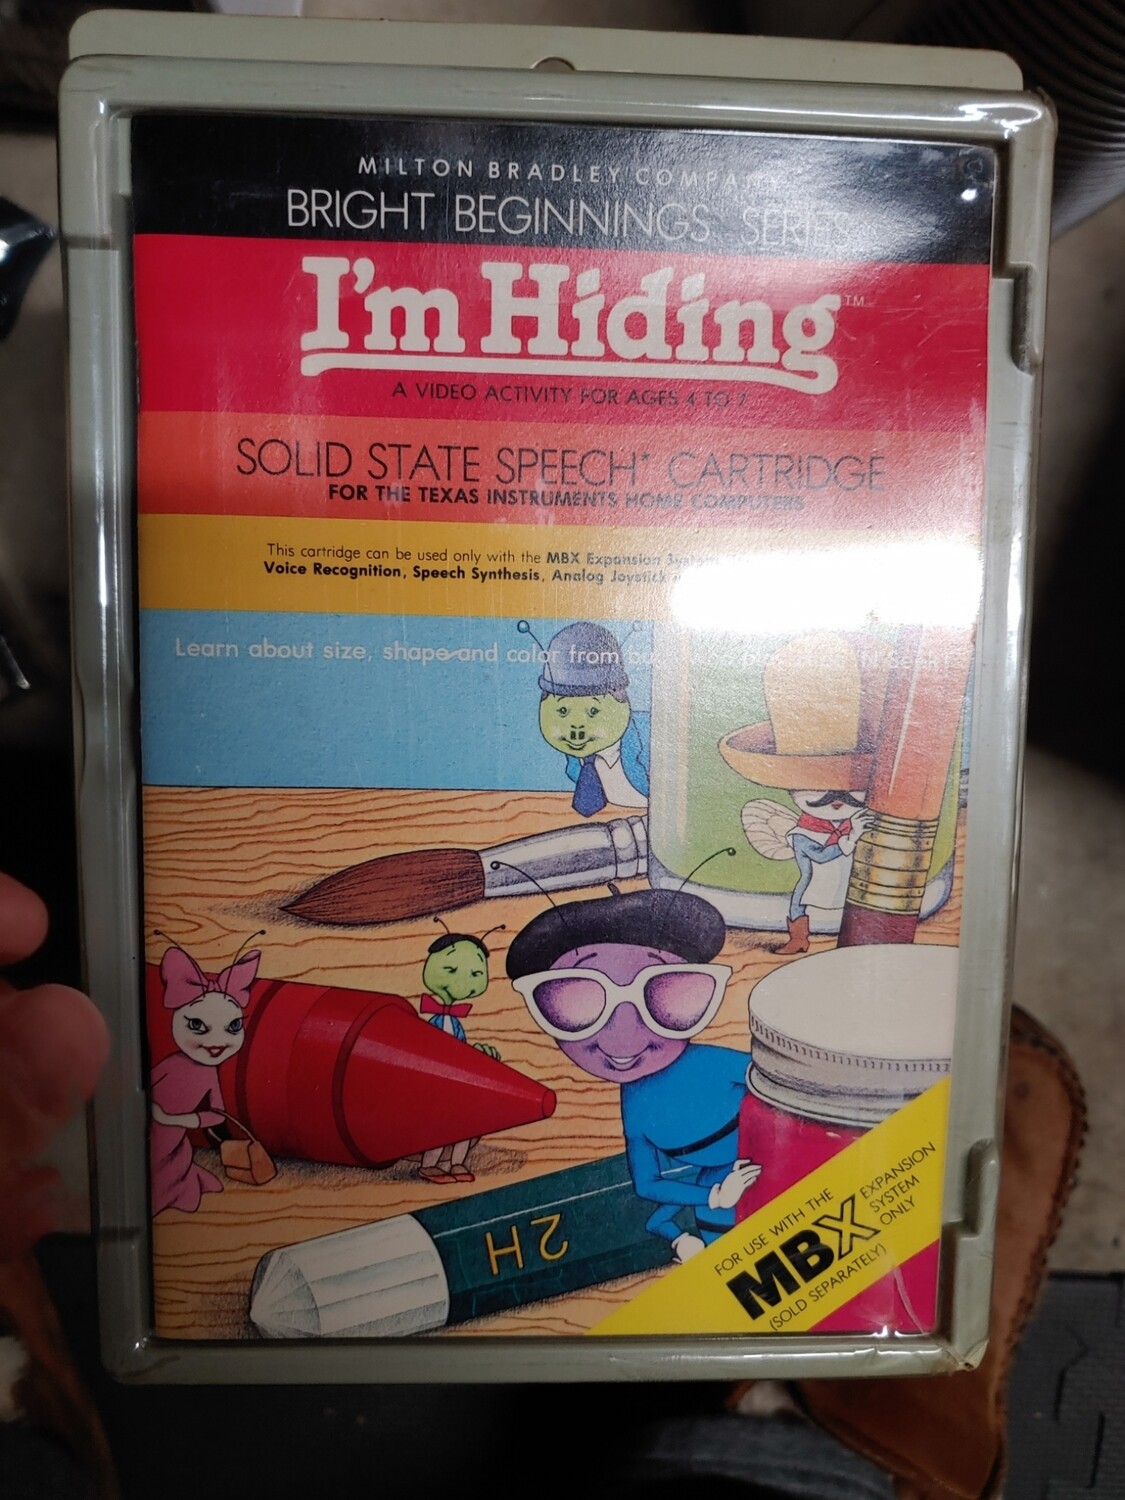 MILTON BRADLEY COMPANY
BRIGHT BEGINNINGS SERIES
I'm Hiding™
A VIDEO ACTIVITY FOR AGES 4 TO 7
SOLID STATE SPEECH* CARTRIDGE
FOR THE TEXAS INSTRUMENTS HOME COMPUTERS
This cartridge can be used only with the MBX Expansion System
Voice Recognition, Speech Synthesis, Analog Joystick
Learn about size, shape and color from
2H
FOR USE WITH THE
MBX
EXPANSION
SYSTEM
ONLY
(SOLD SEPARATELY)